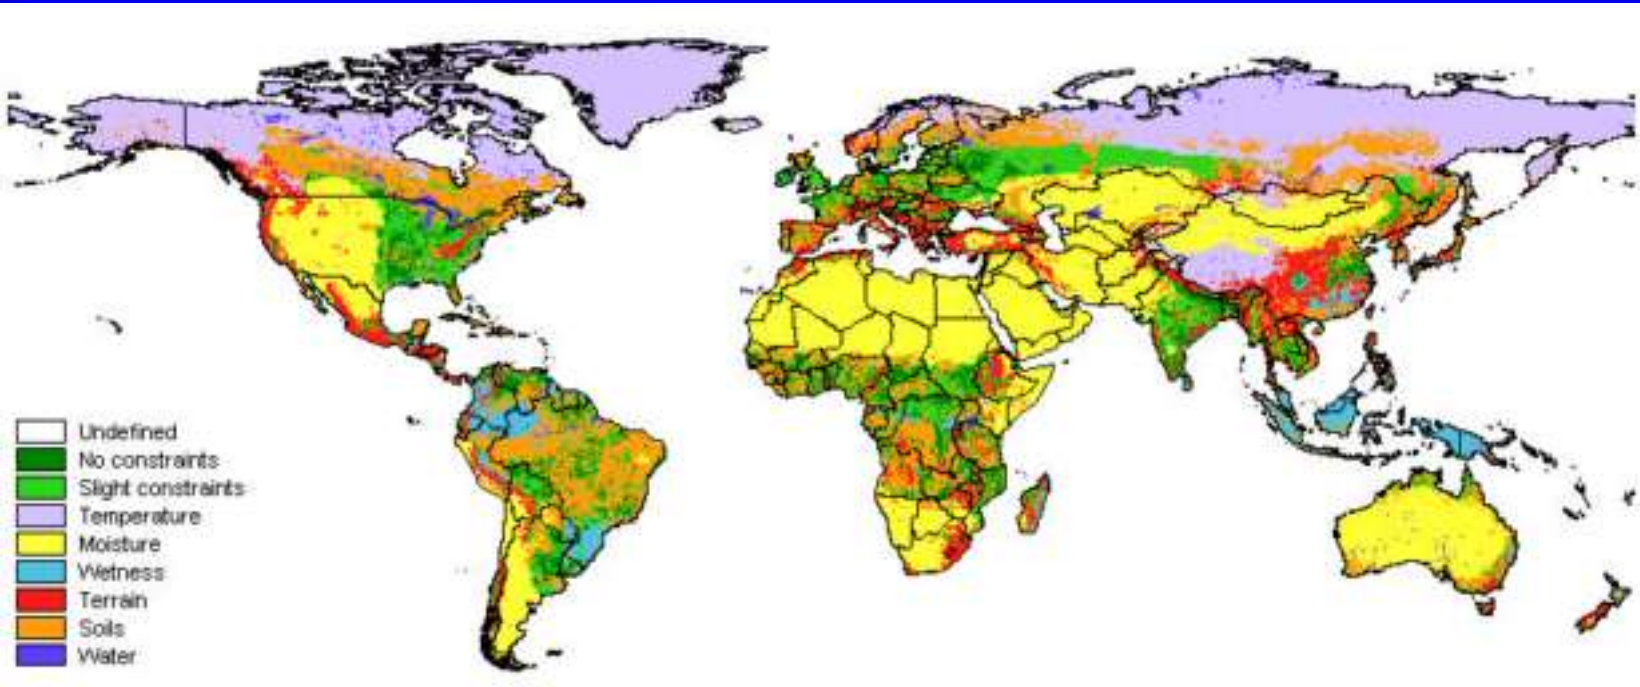 Undefined
No constraints
Slight constraints
Temperature
Moisture
Wetness
Terrain
Soils
Water